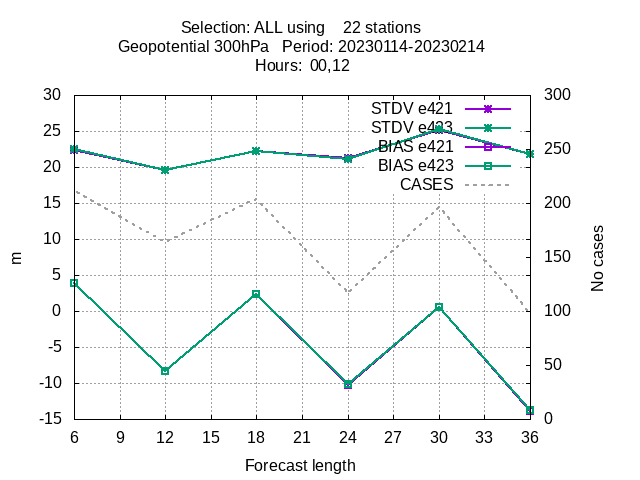 Selection: ALL using    22 stations
Geopotential 300hPa   Period: 20230114-20230214
Hours:  00,12
30 300
STDV e421
STDV e423
25 250
BIAS e421
BIAS e423
20
CASES
15 200
10
m
5 150
No cases
0 100
-5
-10 50
-15 0
6 9 12 15 18 21 24 27 30 33 36
Forecast length